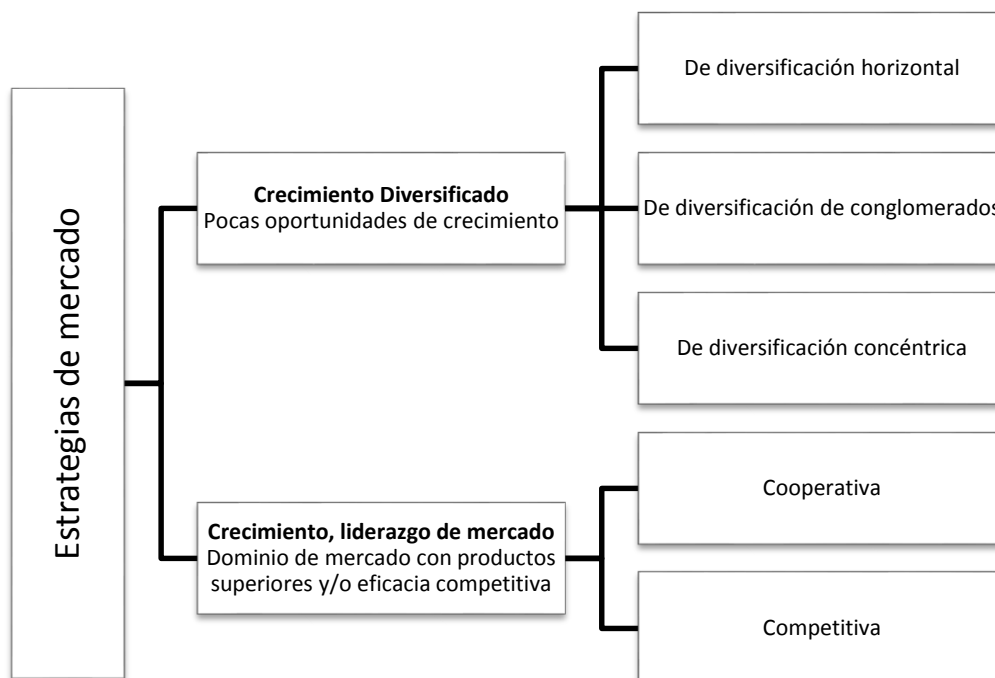 Estrategias de mercado
Crecimiento Diversificado
Pocas oportunidades de crecimiento
De diversificación horizontal
De diversificación de conglomerados
De diversificación concéntrica
Crecimiento, liderazgo de mercado
Dominio de mercado con productos
superiores y/o eficacia competitiva
Cooperativa
Competitiva